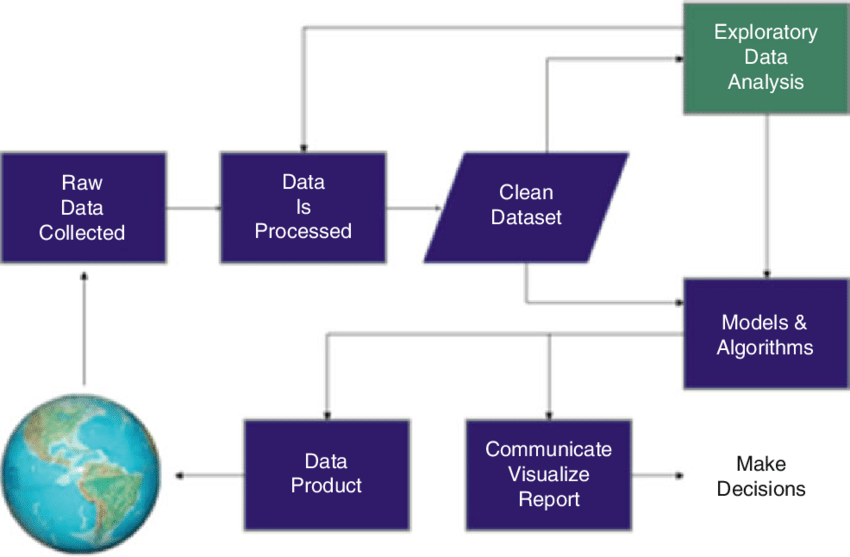 Exploratory
Data
Analysis
Raw
Data
Collected
Data
Is
Processed
Clean
Dataset
Models &
Algorithms
Data
Product
Communicate
Visualize
Report
Make
Decisions